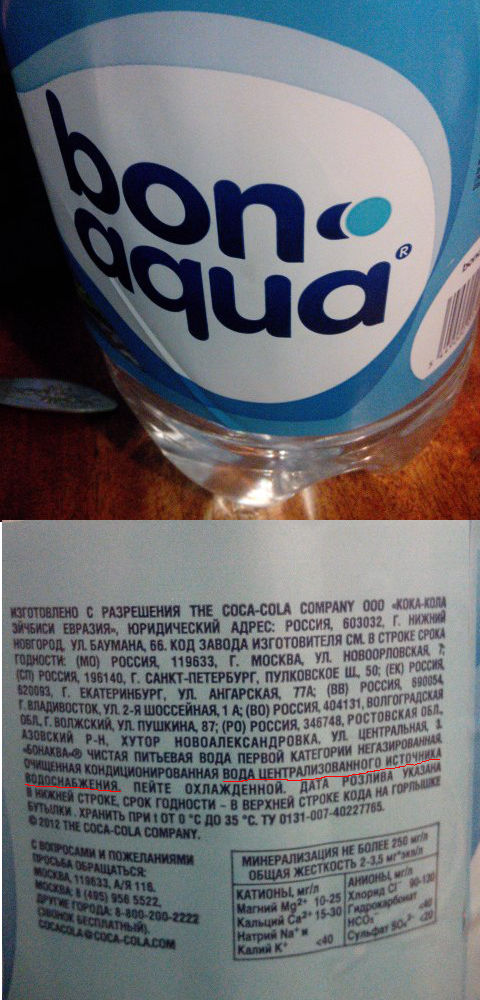 bon
aqua®
bona
ИЗГОТОВЛЕНО С РАЗРЕШЕНИЯ THE COCA-COLA COMPANY ООО «КОКА-КОЛА
ЭЙЧБИСИ ЕВРАЗИЯ», ЮРИДИЧЕСКИЙ АДРЕС: РОССИЯ, 603032, Г. НИЖНИЙ
НОВГОРОД, УЛ. БАУМАНА, 66. КОД ЗАВОДА ИЗГОТОВИТЕЛЯ СМ. В СТРОКЕ СРОКА
ГОДНОСТИ: (МО) РОССИЯ, 119633, Г. МОСКВА, УЛ. НОВООРЛОВСКАЯ, 7;
(СП) РОССИЯ, 196140, Г. САНКТ-ПЕТЕРБУРГ, ПУЛКОВСКОЕ Ш., 50; (ЕК) РОССИЯ,
620093, Г. ЕКАТЕРИНБУРГ, УЛ. АНГАРСКАЯ, 77А; (ВВ) РОССИЯ, 690054,
Г. ВЛАДИВОСТОК, УЛ. 2-Я ШОССЕЙНАЯ, 1 А; (ВО) РОССИЯ, 404131, ВОЛГОГРАДСКАЯ
ОБЛ., Г. ВОЛЖСКИЙ, УЛ. ПУШКИНА, 87; (РО) РОССИЯ, 346748, РОСТОВСКАЯ ОБЛ.,
АЗОВСКИЙ Р-Н, ХУТОР НОВОАЛЕКСАНДРОВКА, УЛ. ЦЕНТРАЛЬНАЯ, 3.
«БОНАКВА»® ЧИСТАЯ ПИТЬЕВАЯ ВОДА ПЕРВОЙ КАТЕГОРИИ НЕГАЗИРОВАННАЯ.
ОЧИЩЕННАЯ КОНДИЦИОНИРОВАННАЯ ВОДА ЦЕНТРАЛИЗОВАННОГО ИСТОЧНИКА
ВОДОСНАБЖЕНИЯ. ПЕЙТЕ ОХЛАЖДЕННОЙ. ДАТА РОЗЛИВА УКАЗАНА
В НИЖНЕЙ СТРОКЕ, СРОК ГОДНОСТИ - В ВЕРХНЕЙ СТРОКЕ КОДА НА ГОРЛЫШКЕ
БУТЫЛКИ. ХРАНИТЬ ПРИ t ОТ 0 °С ДО 35 °С. ТУ 0131-007-40227765.
© 2012 THE COCA-COLA COMPANY.
С ВОПРОСАМИ И ПОЖЕЛАНИЯМИ
ПРОСЬБА ОБРАЩАТЬСЯ:
МОСКВА, 119633, А/Я 116.
МОСКВА: 8 (495) 956 5522,
ДРУГИЕ ГОРОДА: 8-800-200-2222
(ЗВОНОК БЕСПЛАТНЫЙ).
COCACOLA@COCA-COLA.COM
МИНЕРАЛИЗАЦИЯ НЕ БОЛЕЕ 250 мг/л
ОБЩАЯ ЖЕСТКОСТЬ 2-3,5 мг*экв/л
КАТИОНЫ, мг/л
Магний Mg²⁺ 10-25
Кальций Ca²⁺ 15-30
Натрий Na⁺ и
Калий K⁺ <40
АНИОНЫ, мг/л
Хлорид Cl⁻ 90-130
Гидрокарбонат
HCO₃⁻ <40
Сульфат SO₄²⁻ <20